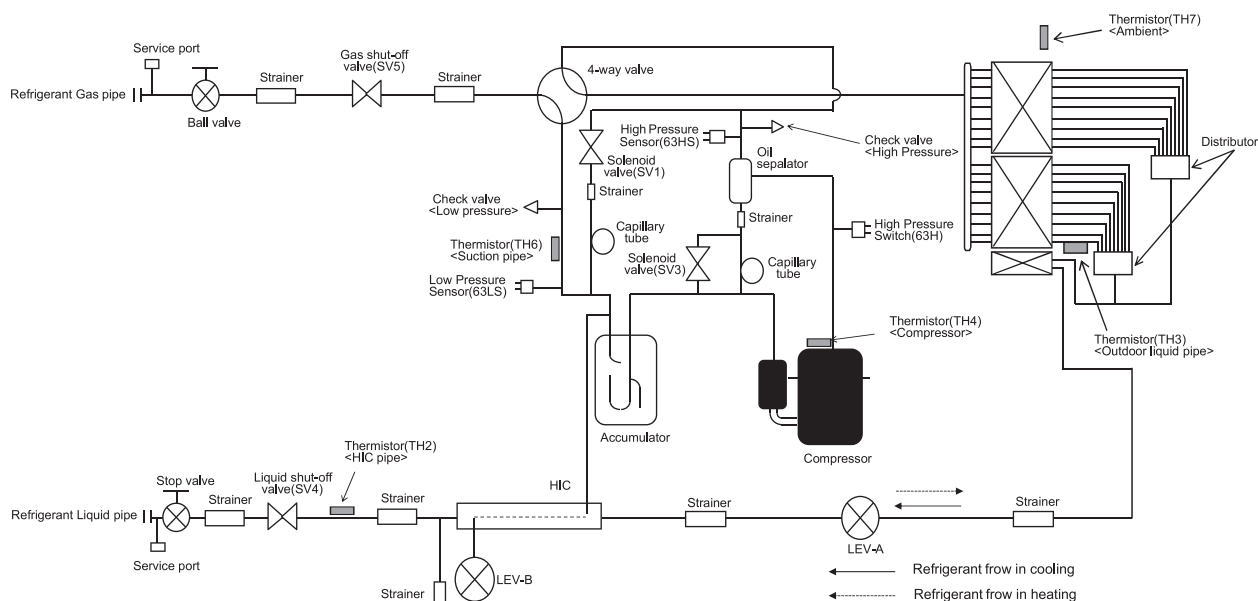 Thermistor(TH7)
<Ambient>
Service port
Gas shut-off
valve(SV5)
Strainer
Strainer
4-way valve
Refrigerant Gas pipe
Ball valve
High Pressure
Sensor(63HS)
Check valve
<High Pressure>
Solenoid
valve(SV1)
Oil
sepalator
Distributor
Strainer
Check valve
<Low pressure>
Strainer
Capillary
tube
High Pressure
Switch(63H)
Thermistor(TH6)
<Suction pipe>
Solenoid
valve(SV3)
Capillary
tube
Low Pressure
Sensor(63LS)
Thermistor(TH4)
<Compressor>
Thermistor(TH3)
<Outdoor liquid pipe>
Accumulator
Compressor
Thermistor(TH2)
<HIC pipe>
Stop valve
Liquid shut-off
valve(SV4)
Strainer
Strainer
HIC
Strainer
Strainer
Refrigerant Liquid pipe
Service port
LEV-A
LEV-B
Strainer
Refrigerant frow in cooling
Refrigerant frow in heating